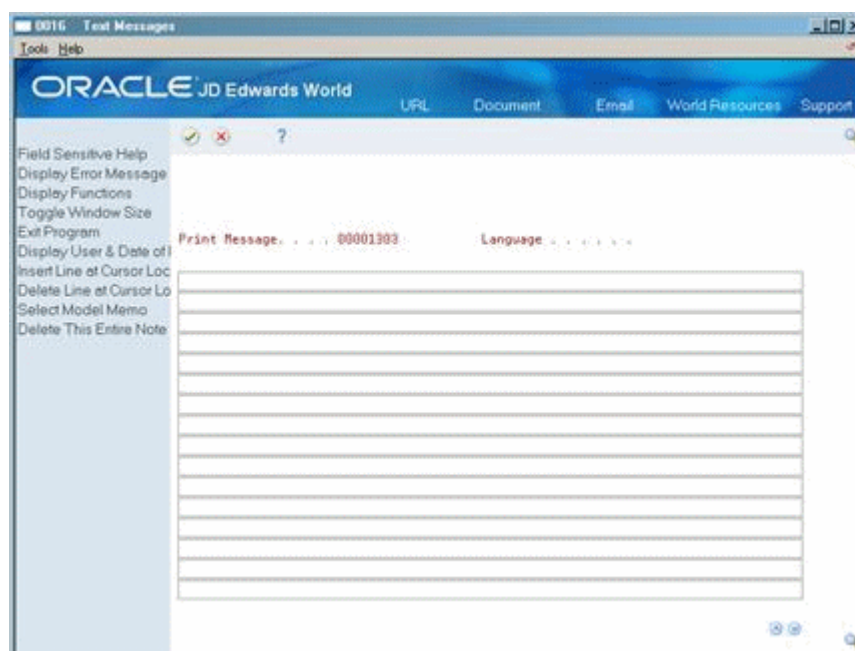 0016 Text Messages
Tools Help
ORACLE JD Edwards World
URL Document Email World Resources Support
?
Field Sensitive Help
Display Error Message
Display Functions
Toggle Window Size
Exit Program
Display User & Date of
Insert Line at Cursor Loc
Delete Line at Cursor Lo
Select Model Memo
Delete This Entire Note
Print Message. . . . 00001303 Language . . . . . .